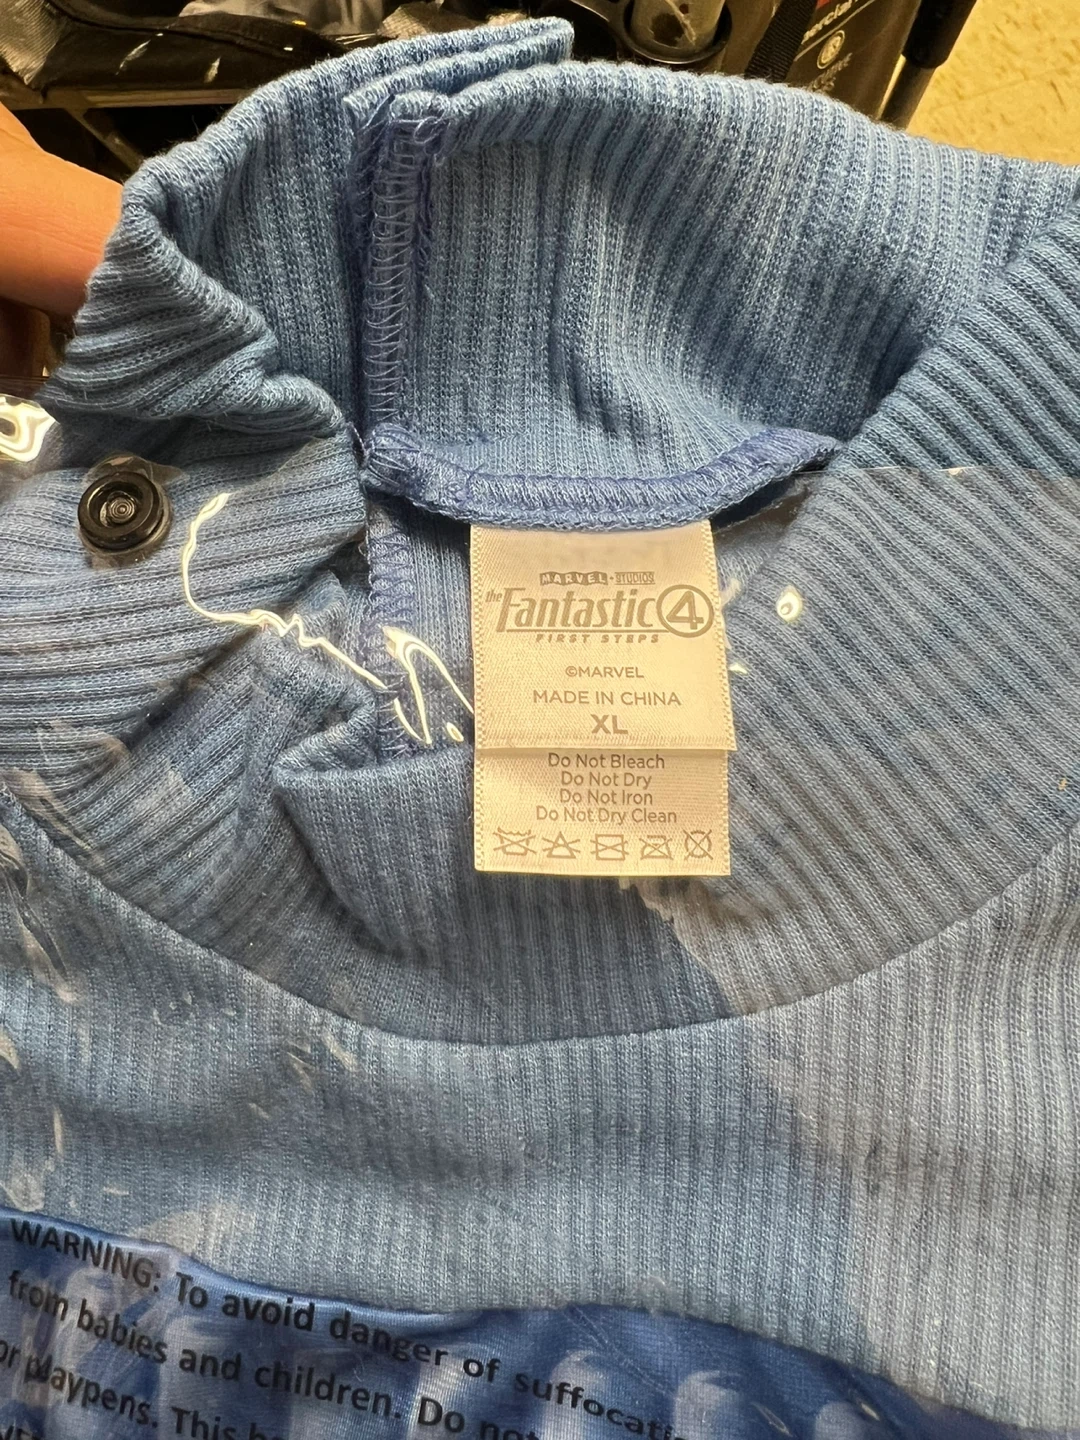 ercial
MARVEL STUDIOS
the Fantastic 4
FIRST STEPS
©MARVEL
MADE IN CHINA
XL
Do Not Bleach
Do Not Dry
Do Not Iron
Do Not Dry Clean
WARNING: To avoid danger of suffocati
from babies and children. Do not
or playpens. This